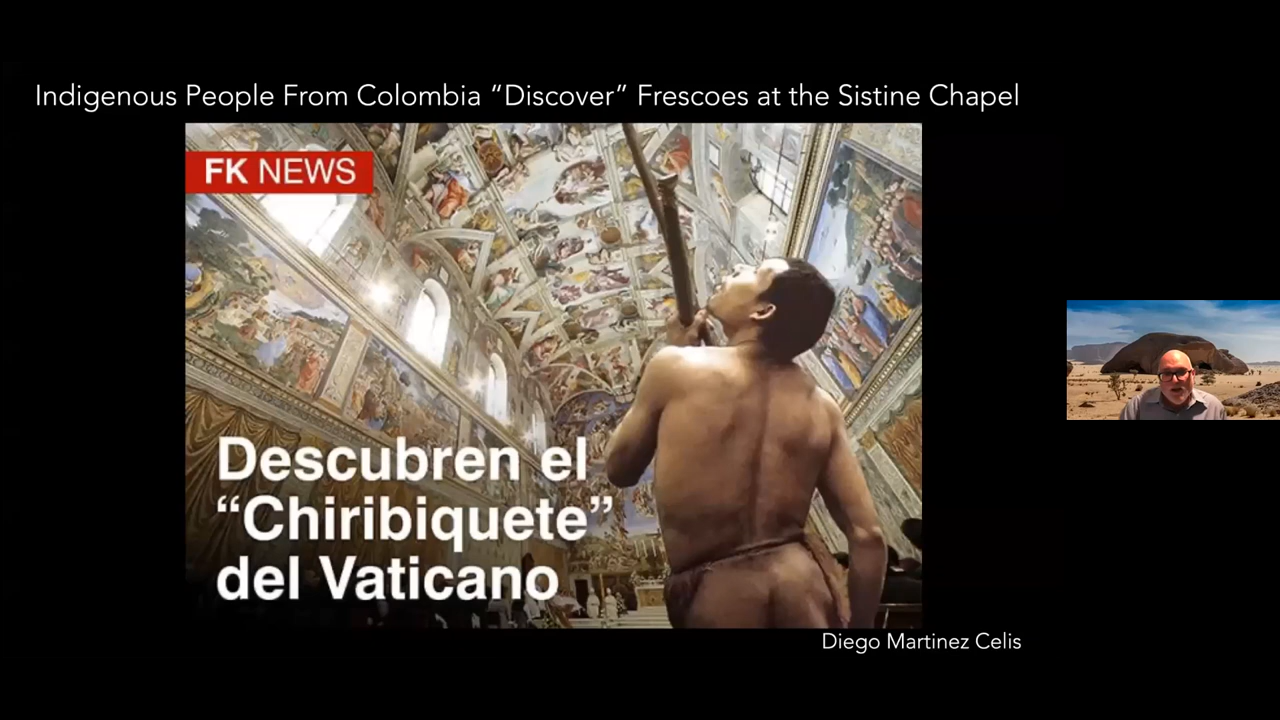 Indigenous People From Colombia “Discover” Frescoes at the Sistine Chapel
FK NEWS
Descubren el
“Chiribiquete”
del Vaticano
Diego Martinez Celis